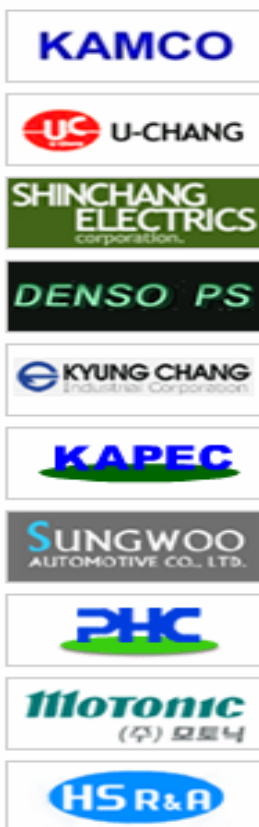 KAMCO
UC U-CHANG
SHINCHANG
ELECTRICS
corporation.
DENSO PS
KYUNG CHANG
Industrial Corporation
KAPEC
SUNGWOO
AUTOMOTIVE CO., LTD.
PHC
motonic
(주) 모토닉
HS R&A